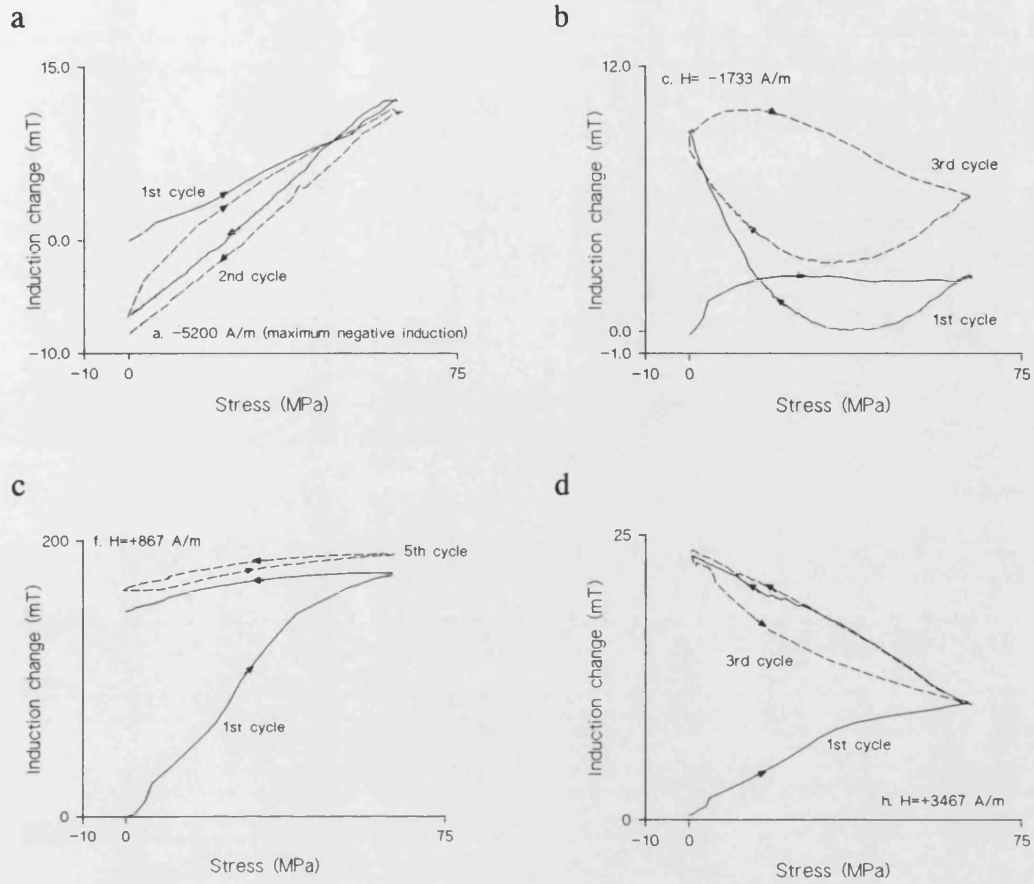 a
15.0
0.0
-10.0
Induction change (mT)
1st cycle
2nd cycle
a. -5200 A/m (maximum negative induction)
-10
0
75
Stress (MPa)
b
12.0
0.0
-1.0
Induction change (mT)
c. H= -1733 A/m
3rd cycle
1st cycle
-10
0
75
Stress (MPa)
c
200
0
Induction change (mT)
f. H=+867 A/m
5th cycle
1st cycle
-10
0
75
Stress (MPa)
d
25
0
Induction change (mT)
3rd cycle
1st cycle
h. H=+3467 A/m
-10
0
75
Stress (MPa)